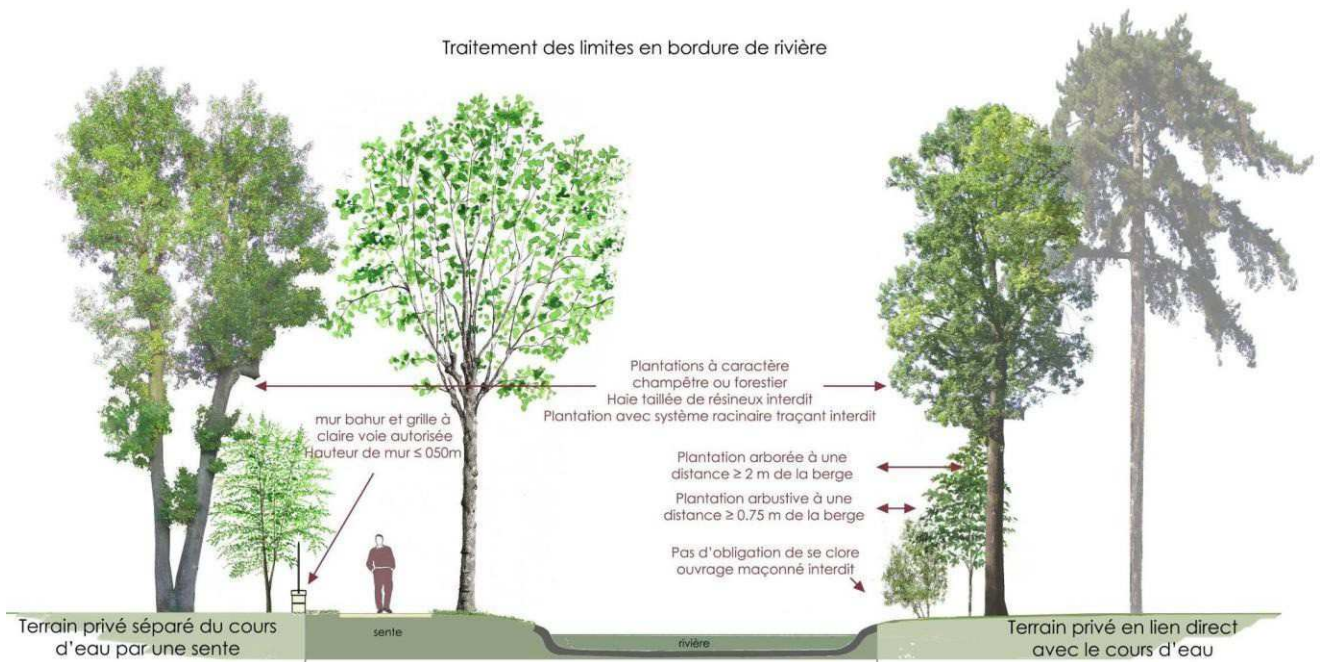 Traitement des limites en bordure de rivière
Plantations à caractère
champêtre ou forestier
Haie taillée de résineux interdit
Plantation avec système racinaire traçant interdit
mur bahur et grille à
claire voie autorisée
Hauteur de mur ≤ 050m
Plantation arborée à une
distance ≥ 2 m de la berge
Plantation arbustive à une
distance ≥ 0.75 m de la berge
Pas d'obligation de se clore
ouvrage maçonné interdit
Terrain privé séparé du cours
d'eau par une sente
sente
rivière
Terrain privé en lien direct
avec le cours d'eau